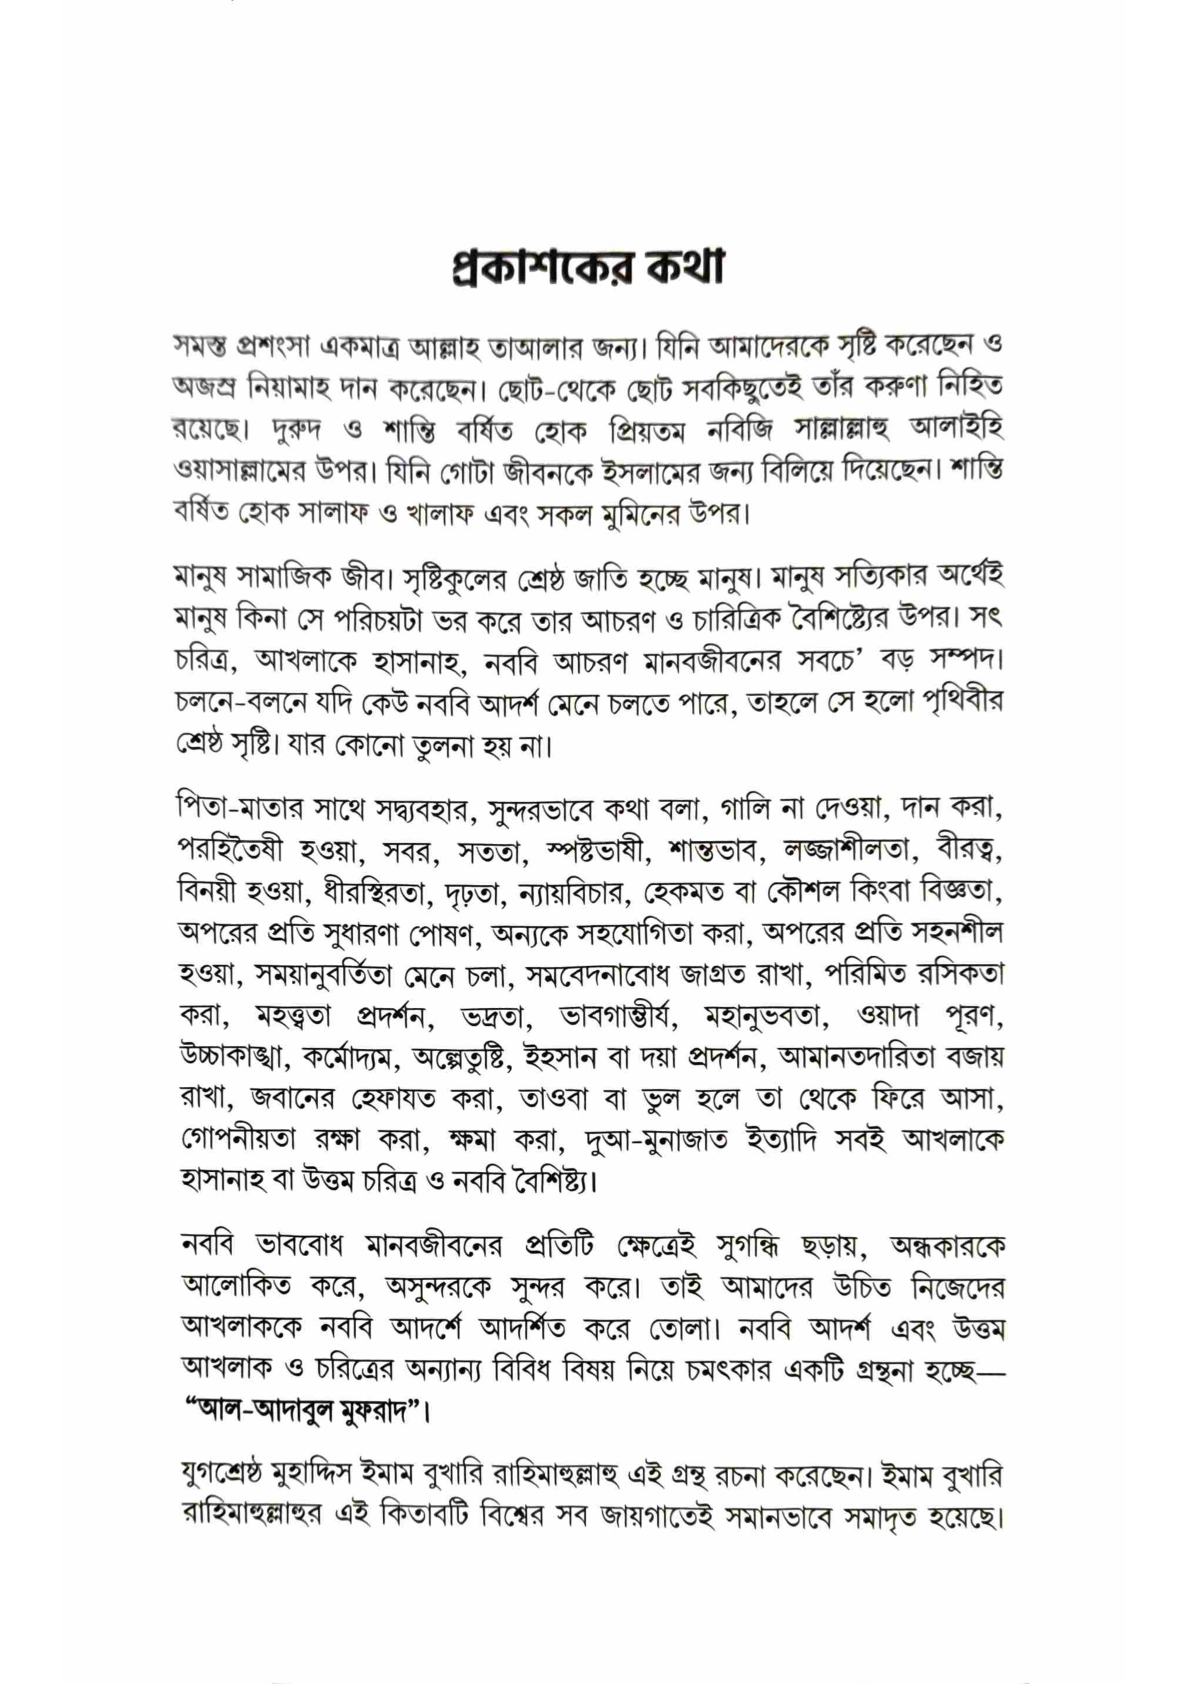 প্রকাশকের কথা
সমস্ত প্রশংসা একমাত্র আল্লাহ তাআলার জন্য। যিনি আমাদেরকে সৃষ্টি করেছেন ও
অজস্র নিয়ামাহ দান করেছেন। ছোট-থেকে ছোট সবকিছুতেই তাঁর করুণা নিহিত
রয়েছে। দুরুদ ও শান্তি বর্ষিত হোক প্রিয়তম নবিজি সাল্লাল্লাহু আলাইহি
ওয়াসাল্লামের উপর। যিনি গোটা জীবনকে ইসলামের জন্য বিলিয়ে দিয়েছেন। শান্তি
বর্ষিত হোক সালাফ ও খালাফ এবং সকল মুমিনের উপর।
মানুষ সামাজিক জীব। সৃষ্টিকুলের শ্রেষ্ঠ জাতি হচ্ছে মানুষ। মানুষ সত্যিকার অর্থেই
মানুষ কিনা সে পরিচয়টা ভর করে তার আচরণ ও চারিত্রিক বৈশিষ্ট্যের উপর। সৎ
চরিত্র, আখলাকে হাসানাহ, নববি আচরণ মানবজীবনের সবচে’ বড় সম্পদ।
চলনে-বলনে যদি কেউ নববি আদর্শ মেনে চলতে পারে, তাহলে সে হলো পৃথিবীর
শ্রেষ্ঠ সৃষ্টি। যার কোনো তুলনা হয় না।
পিতা-মাতার সাথে সদ্ব্যবহার, সুন্দরভাবে কথা বলা, গালি না দেওয়া, দান করা,
পরহিতৈষী হওয়া, সবর, সততা, স্পষ্টভাষী, শান্তভাব, লজ্জাশীলতা, বীরত্ব,
বিনয়ী হওয়া, ধীরস্থিরতা, দৃঢ়তা, ন্যায়বিচার, হেকমত বা কৌশল কিংবা বিজ্ঞতা,
অপরের প্রতি সুধারণা পোষণ, অন্যকে সহযোগিতা করা, অপরের প্রতি সহনশীল
হওয়া, সময়ানুবর্তিতা মেনে চলা, সমবেদনাবোধ জাগ্রত রাখা, পরিমিত রসিকতা
করা, মহত্ত্বতা প্রদর্শন, ভদ্রতা, ভাবগাম্ভীর্য, মহানুভবতা, ওয়াদা পূরণ,
উচ্চাকাঙ্খা, কর্মোদ্যম, অল্পেতুষ্টি, ইহসান বা দয়া প্রদর্শন, আমানতদারিতা বজায়
রাখা, জবানের হেফাযত করা, তাওবা বা ভুল হলে তা থেকে ফিরে আসা,
গোপনীয়তা রক্ষা করা, ক্ষমা করা, দুআ-মুনাজাত ইত্যাদি সবই আখলাকে
হাসানাহ বা উত্তম চরিত্র ও নববি বৈশিষ্ট্য।
নববি ভাববোধ মানবজীবনের প্রতিটি ক্ষেত্রেই সুগন্ধি ছড়ায়, অন্ধকারকে
আলোকিত করে, অসুন্দরকে সুন্দর করে। তাই আমাদের উচিত নিজেদের
আখলাককে নববি আদর্শে আদর্শিত করে তোলা। নববি আদর্শ এবং উত্তম
আখলাক ও চরিত্রের অন্যান্য বিবিধ বিষয় নিয়ে চমৎকার একটি গ্রন্থনা হচ্ছে—
“আল-আদাবুল মুফরাদ”।
যুগশ্রেষ্ঠ মুহাদ্দিস ইমাম বুখারি রাহিমাহুল্লাহু এই গ্রন্থ রচনা করেছেন। ইমাম বুখারি
রাহিমাহুল্লাহুর এই কিতাবটি বিশ্বের সব জায়গাতেই সমানভাবে সমাদৃত হয়েছে।